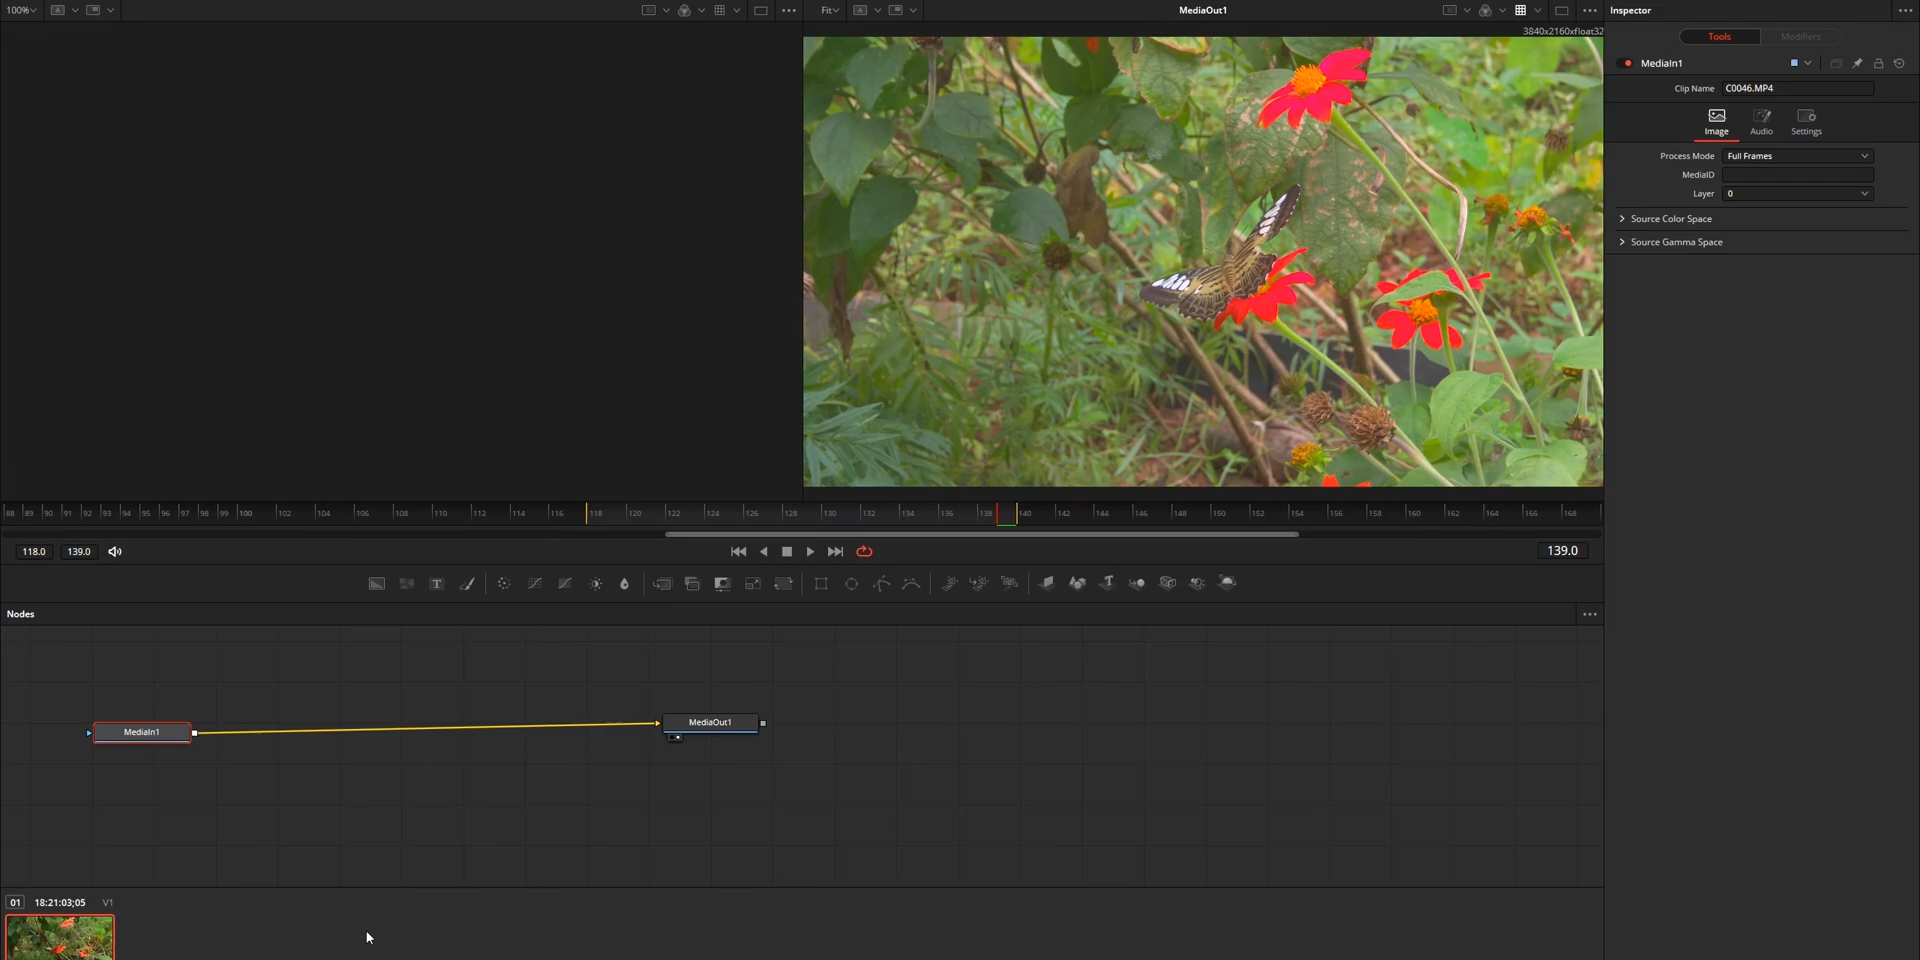 100%
Fit
MediaOut1
Inspector
3840x2160xfloat32
Tools
Modifiers
MediaIn1
Clip Name C0046.MP4
Image Audio Settings
Process Mode Full Frames
MediaID
Layer 0
Source Color Space
Source Gamma Space
88 89 90 91 92 93 94 95 96 97 98 99 100 102 104 106 108 110 112 114 116 118 120 122 124 126 128 130 132 134 136 138 140 142 144 146 148 150 152 154 156 158 160 162 164 166 168
118.0 139.0
139.0
Nodes
MediaIn1
MediaOut1
01 18:21:03;05 V1